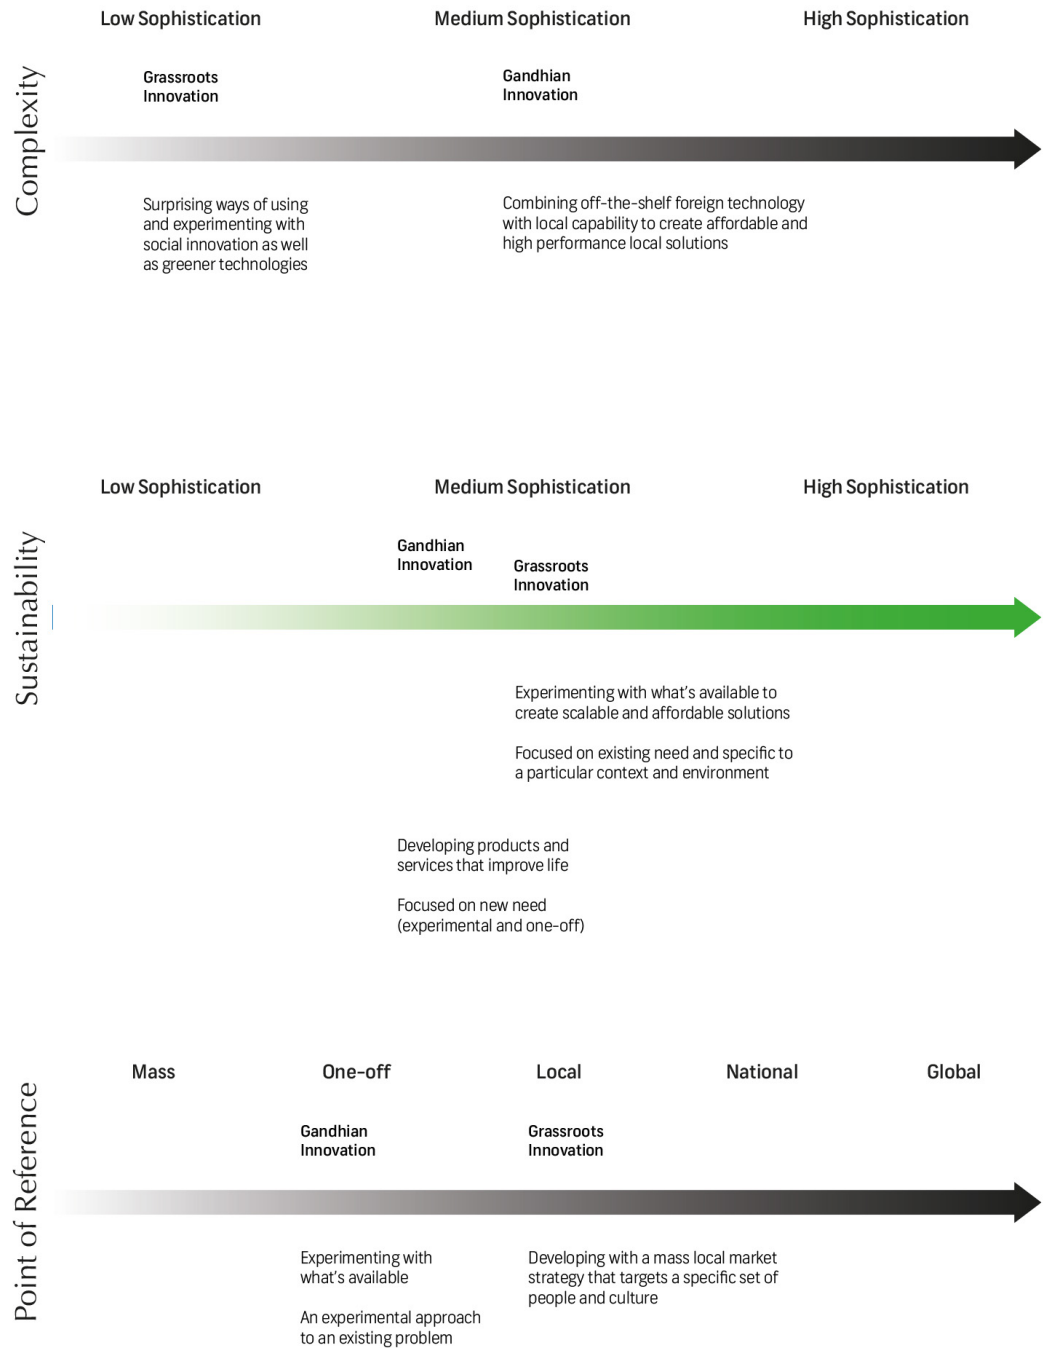 Complexity
Low Sophistication
Medium Sophistication
High Sophistication
Grassroots
Innovation
Gandhian
Innovation
Surprising ways of using
and experimenting with
social innovation as well
as greener technologies
Combining off-the-shelf foreign technology
with local capability to create affordable and
high performance local solutions
Sustainability
Low Sophistication
Medium Sophistication
High Sophistication
Gandhian
Innovation
Grassroots
Innovation
Experimenting with what's available to
create scalable and affordable solutions
Focused on existing need and specific to
a particular context and environment
Developing products and
services that improve life
Focused on new need
(experimental and one-off)
Point of Reference
Mass
One-off
Local
National
Global
Gandhian
Innovation
Grassroots
Innovation
Experimenting with
what's available
An experimental approach
to an existing problem
Developing with a mass local market
strategy that targets a specific set of
people and culture